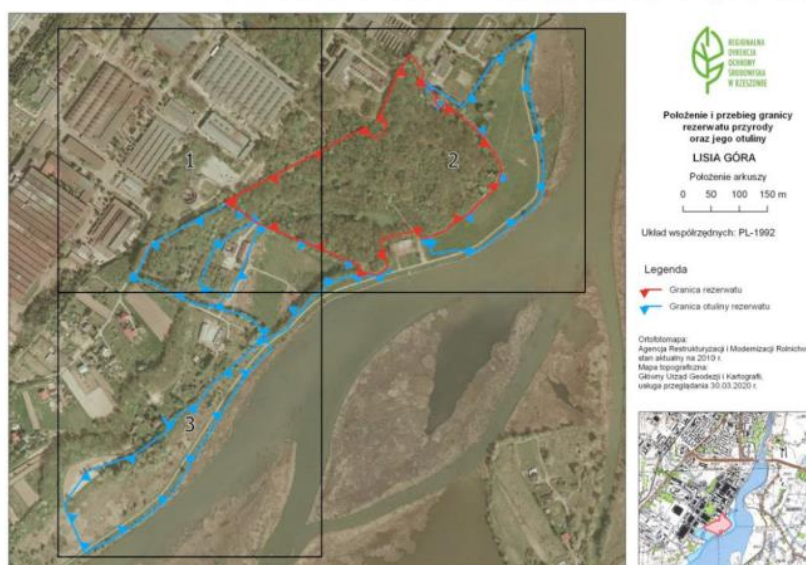 REGIONALNA
DYREKCJA
OCHRONY
ŚRODOWISKA
W RZESZOWIE
Położenie i przebieg granicy
rezerwatu przyrody
oraz jego otuliny
LISIA GÓRA
Położenie arkuszy
0 50 100 150 m
Układ współrzędnych: PL-1992
Legenda
Granica rezerwatu
Granica otuliny rezerwatu
Ortofotomapa:
Agencja Restrukturyzacji i Modernizacji Rolnictwa
stan aktualny na 2019 r.
Mapa topograficzna:
Główny Urząd Geodezji i Kartografii,
usługa przeglądania 30.03.2020 r.
1
2
3